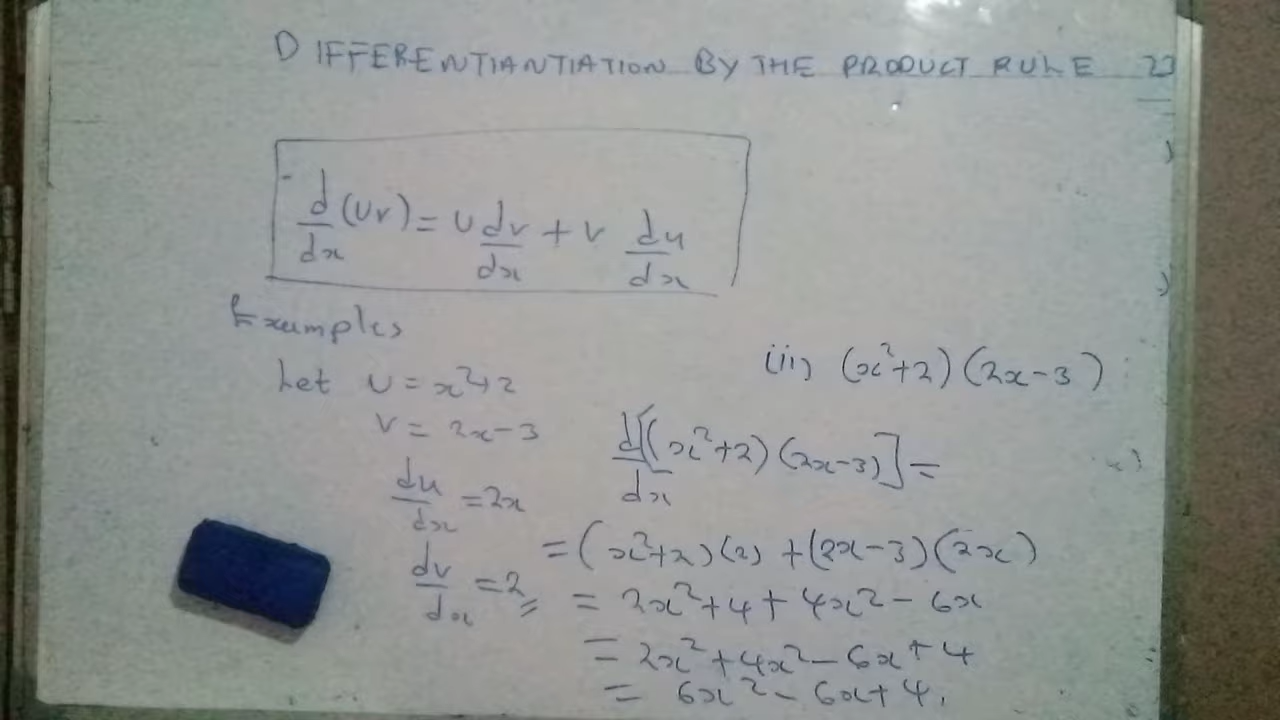 DIFFERENTIANTIATION BY THE PRODUCT RULE
d/dx (uv) = u dv/dx + v du/dx
Examples
Let u = x²+2
v = 2x-3
du/dx = 2x
dv/dx = 2
(ii) (x²+2)(2x-3)
d/dx [(x²+2)(2x-3)] =
= (x²+2)(2) + (2x-3)(2x)
= 2x²+4 + 4x² - 6x
= 2x²+4x²-6x+4
= 6x²-6x+4.